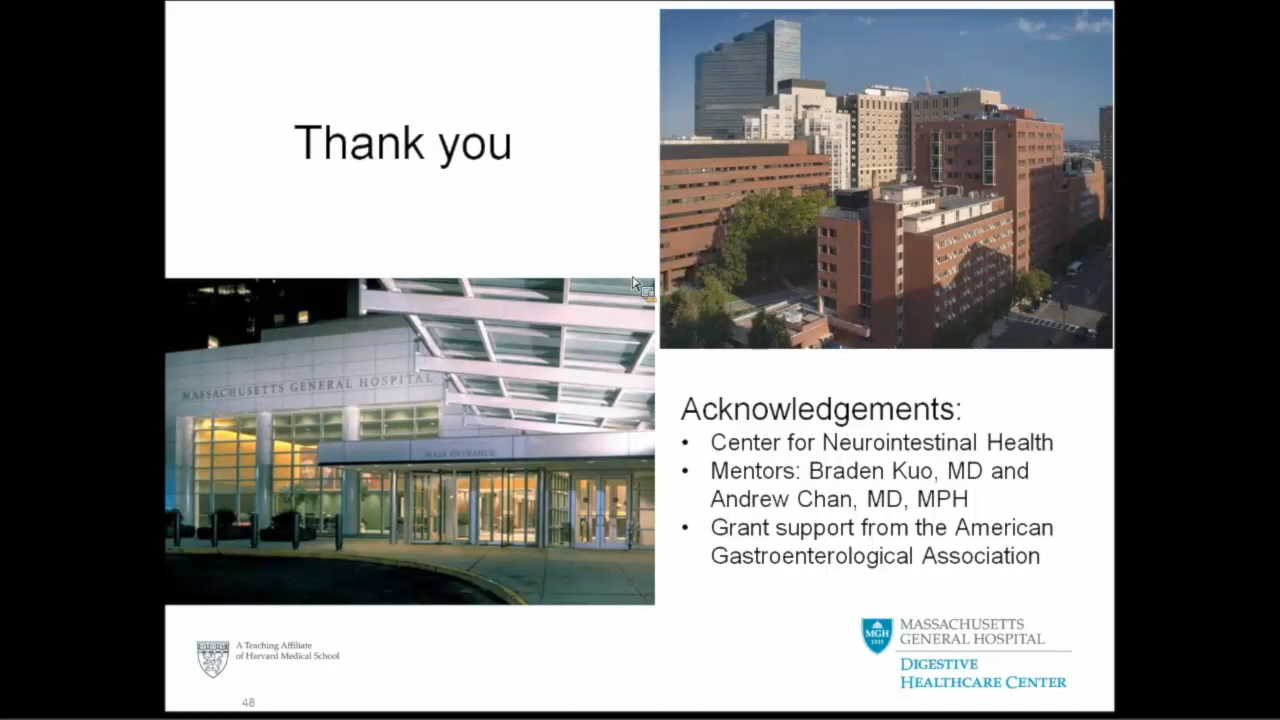 Thank you
MASSACHUSETTS GENERAL HOSPITAL
MAIN ENTRANCE
Acknowledgements:
• Center for Neurointestinal Health
• Mentors: Braden Kuo, MD and
Andrew Chan, MD, MPH
• Grant support from the American
Gastroenterological Association
A Teaching Affiliate
of Harvard Medical School
MGH
1811
MASSACHUSETTS
GENERAL HOSPITAL
DIGESTIVE
HEALTHCARE CENTER
48